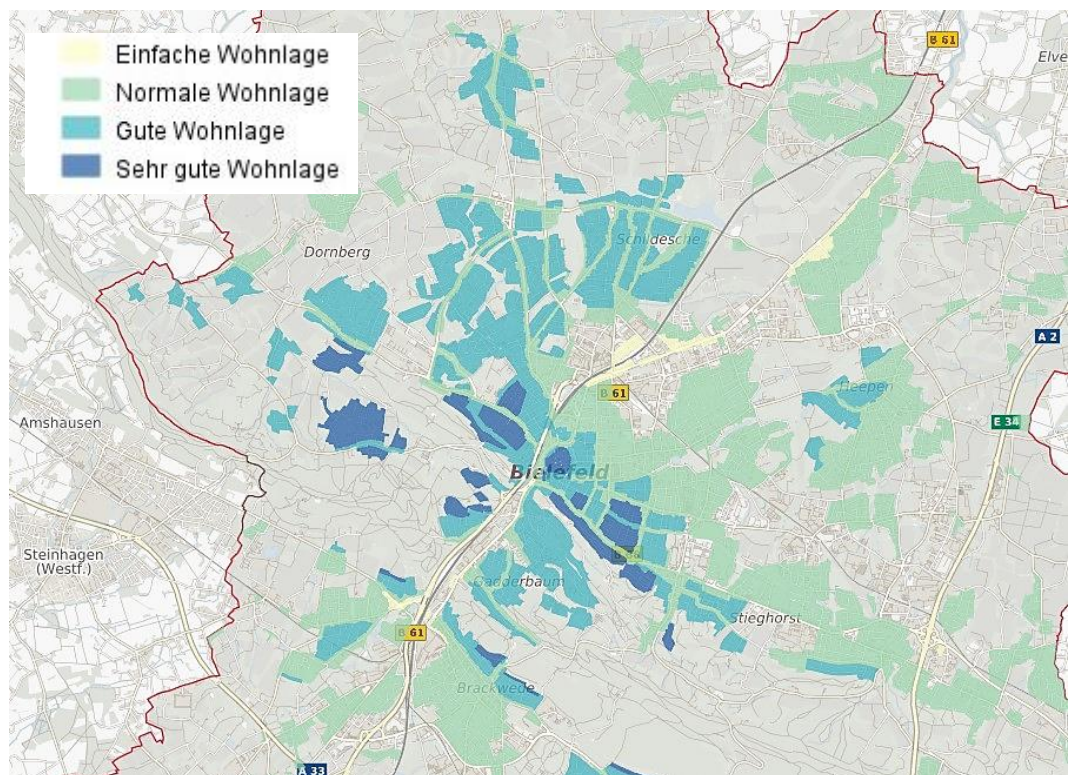 Einfache Wohnlage
Normale Wohnlage
Gute Wohnlage
Sehr gute Wohnlage
B 61
Elve
Schildesche
Dornberg
A 2
Heepen
B 61
Amshausen
E 34
Bielefeld
Steinhagen
(Westf.)
Gadderbaum
Stieghorst
B 61
Brackwede
A 33